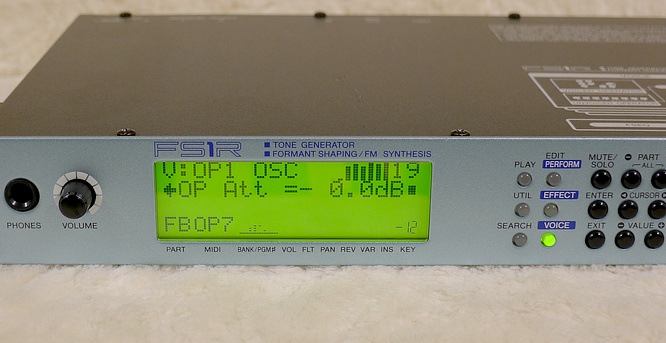 FS1R
TONE GENERATOR
FORMANT SHAPING / FM SYNTHESIS
V:OP1 OSC 19
OP Att =- 0.0dB
FBOP7 -12
PART MIDI BANK/PGM# VOL FLT PAN REV VAR INS KEY
PHONES
VOLUME
PLAY
EDIT
PERFORM
UTIL
EFFECT
SEARCH
VOICE
MUTE/
SOLO
- PART +
ALL
ENTER
CURSOR
EXIT
- VALUE +